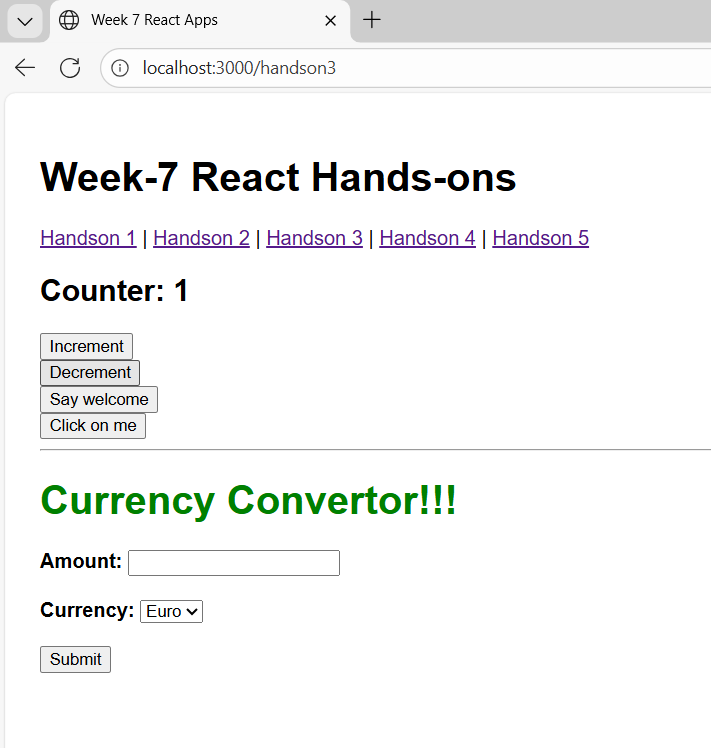 Week 7 React Apps
localhost:3000/handson3
Week-7 React Hands-ons
Handson 1 | Handson 2 | Handson 3 | Handson 4 | Handson 5
Counter: 1
Increment
Decrement
Say welcome
Click on me
Currency Convertor!!!
Amount:
Currency: Euro
Submit